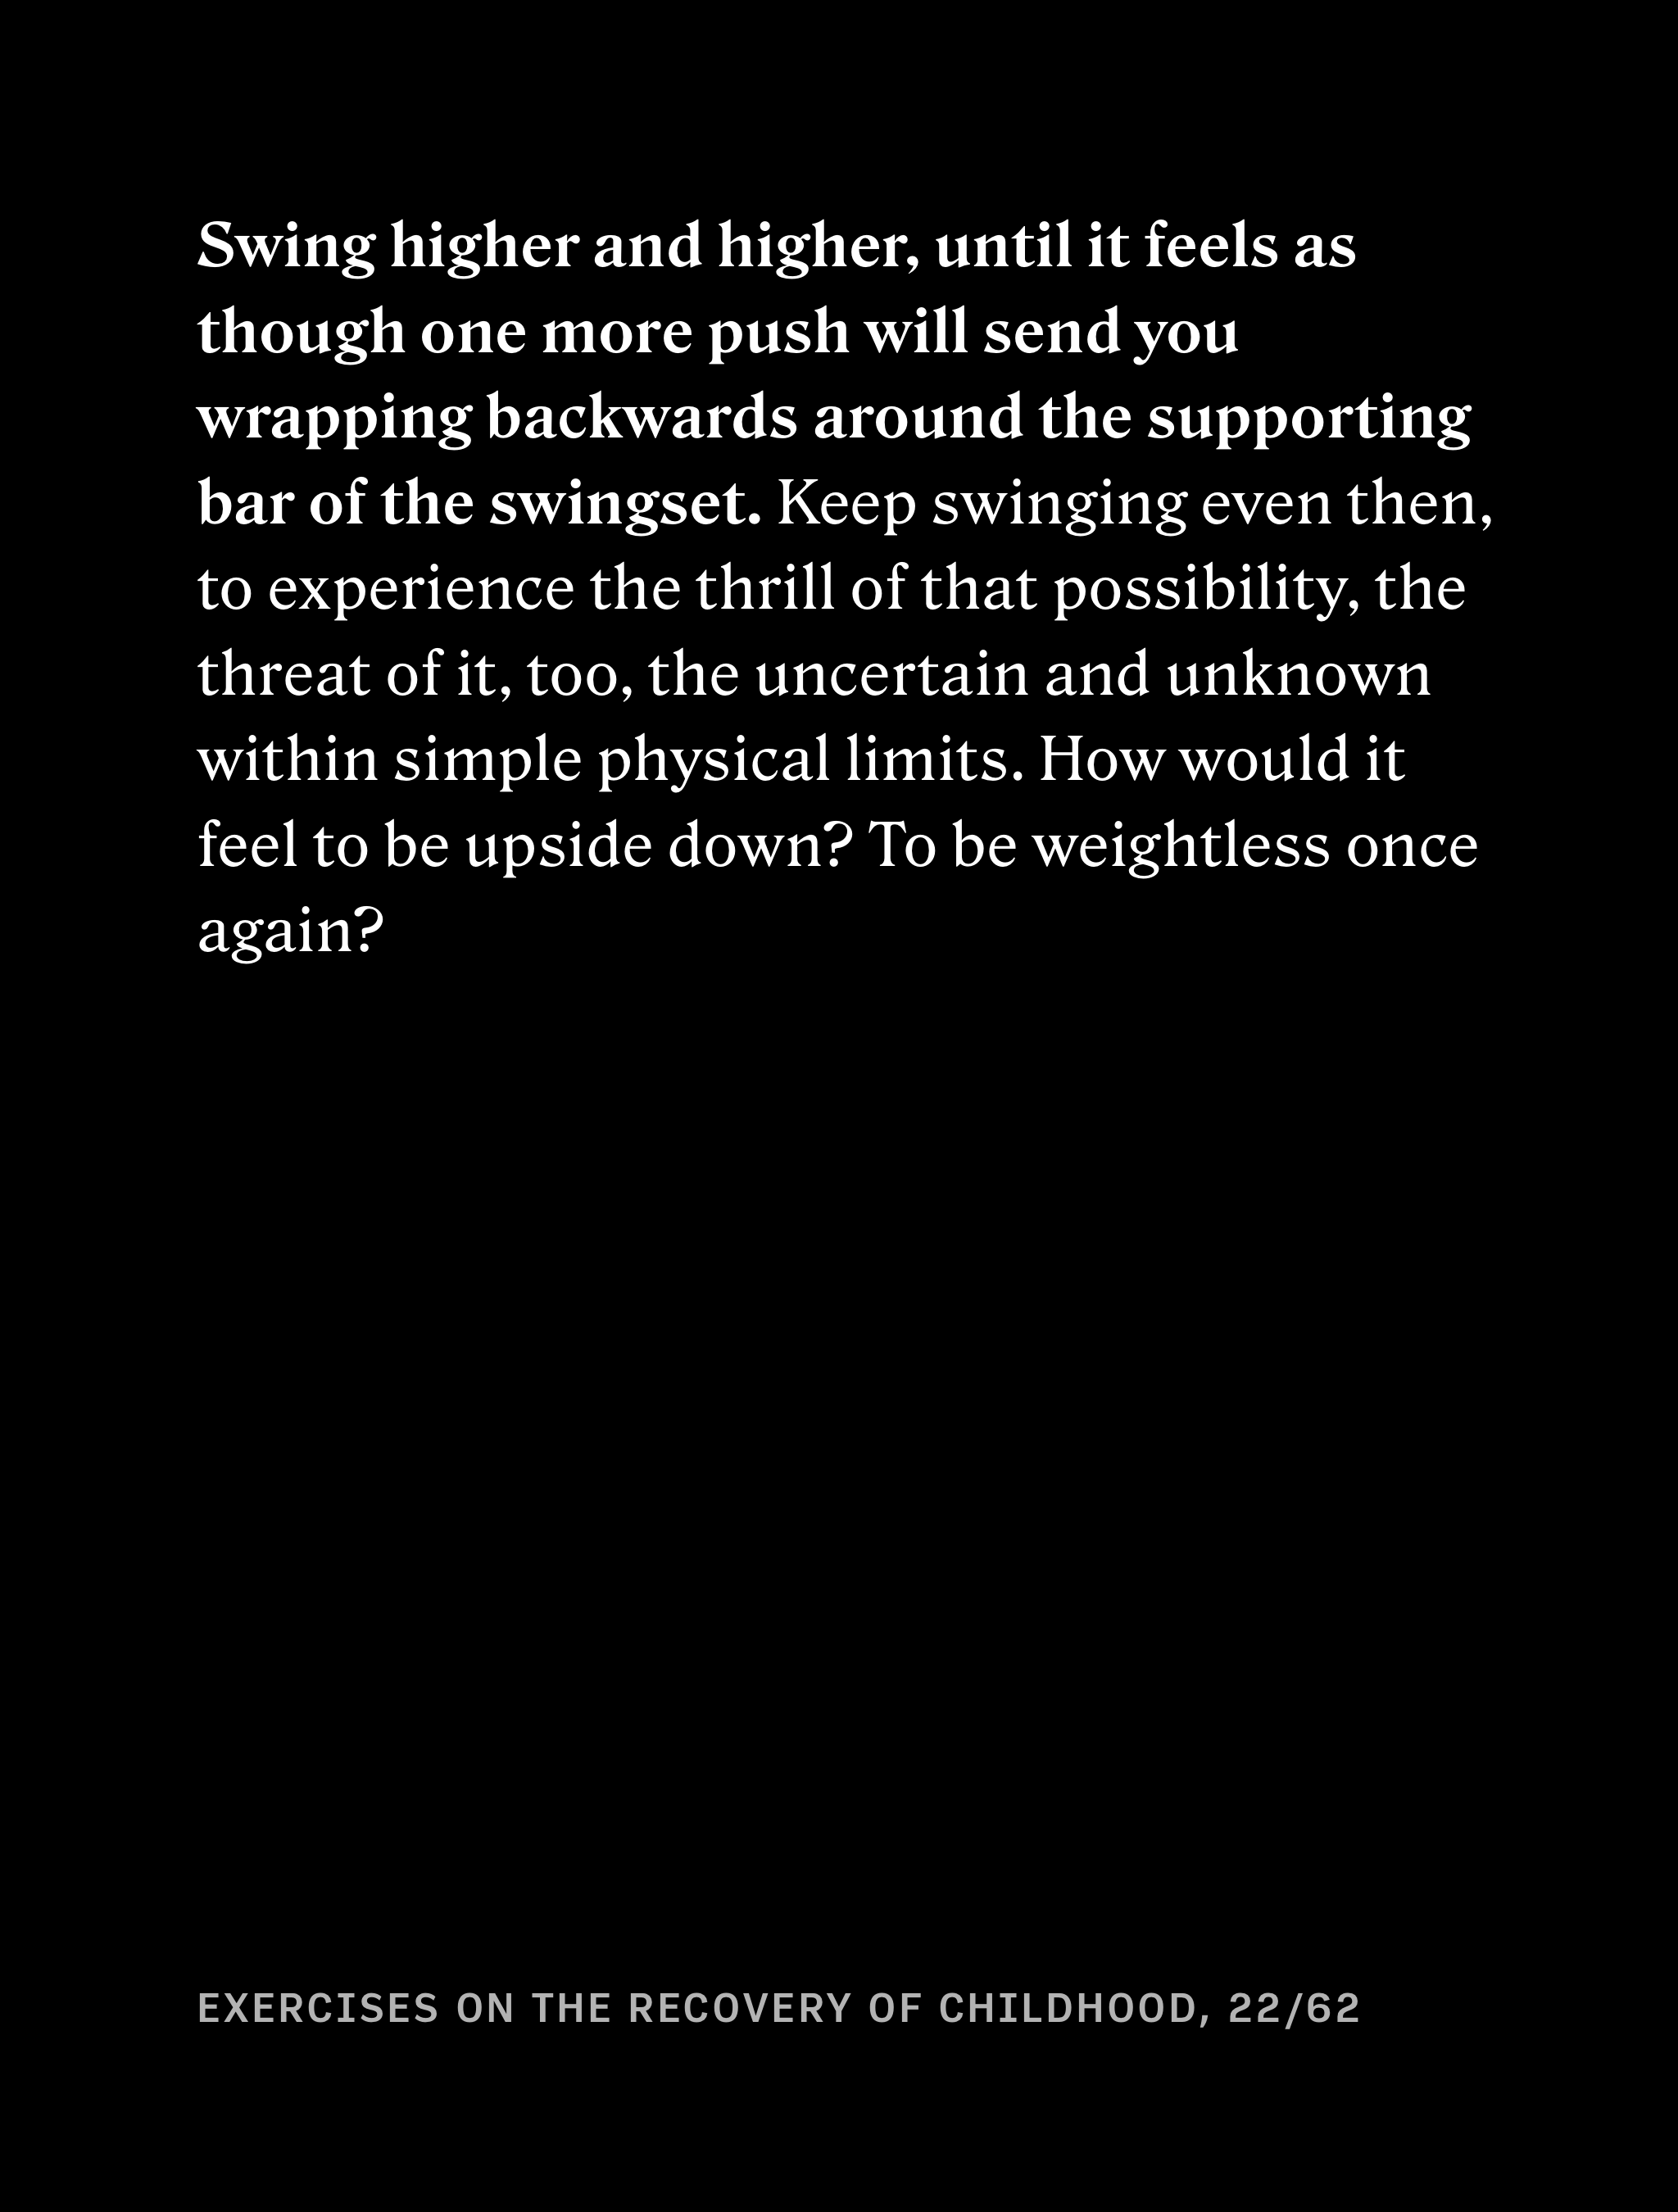 Swing higher and higher, until it feels as
though one more push will send you
wrapping backwards around the supporting
bar of the swingset. Keep swinging even then,
to experience the thrill of that possibility, the
threat of it, too, the uncertain and unknown
within simple physical limits. How would it
feel to be upside down? To be weightless once
again?
EXERCISES ON THE RECOVERY OF CHILDHOOD, 22/62